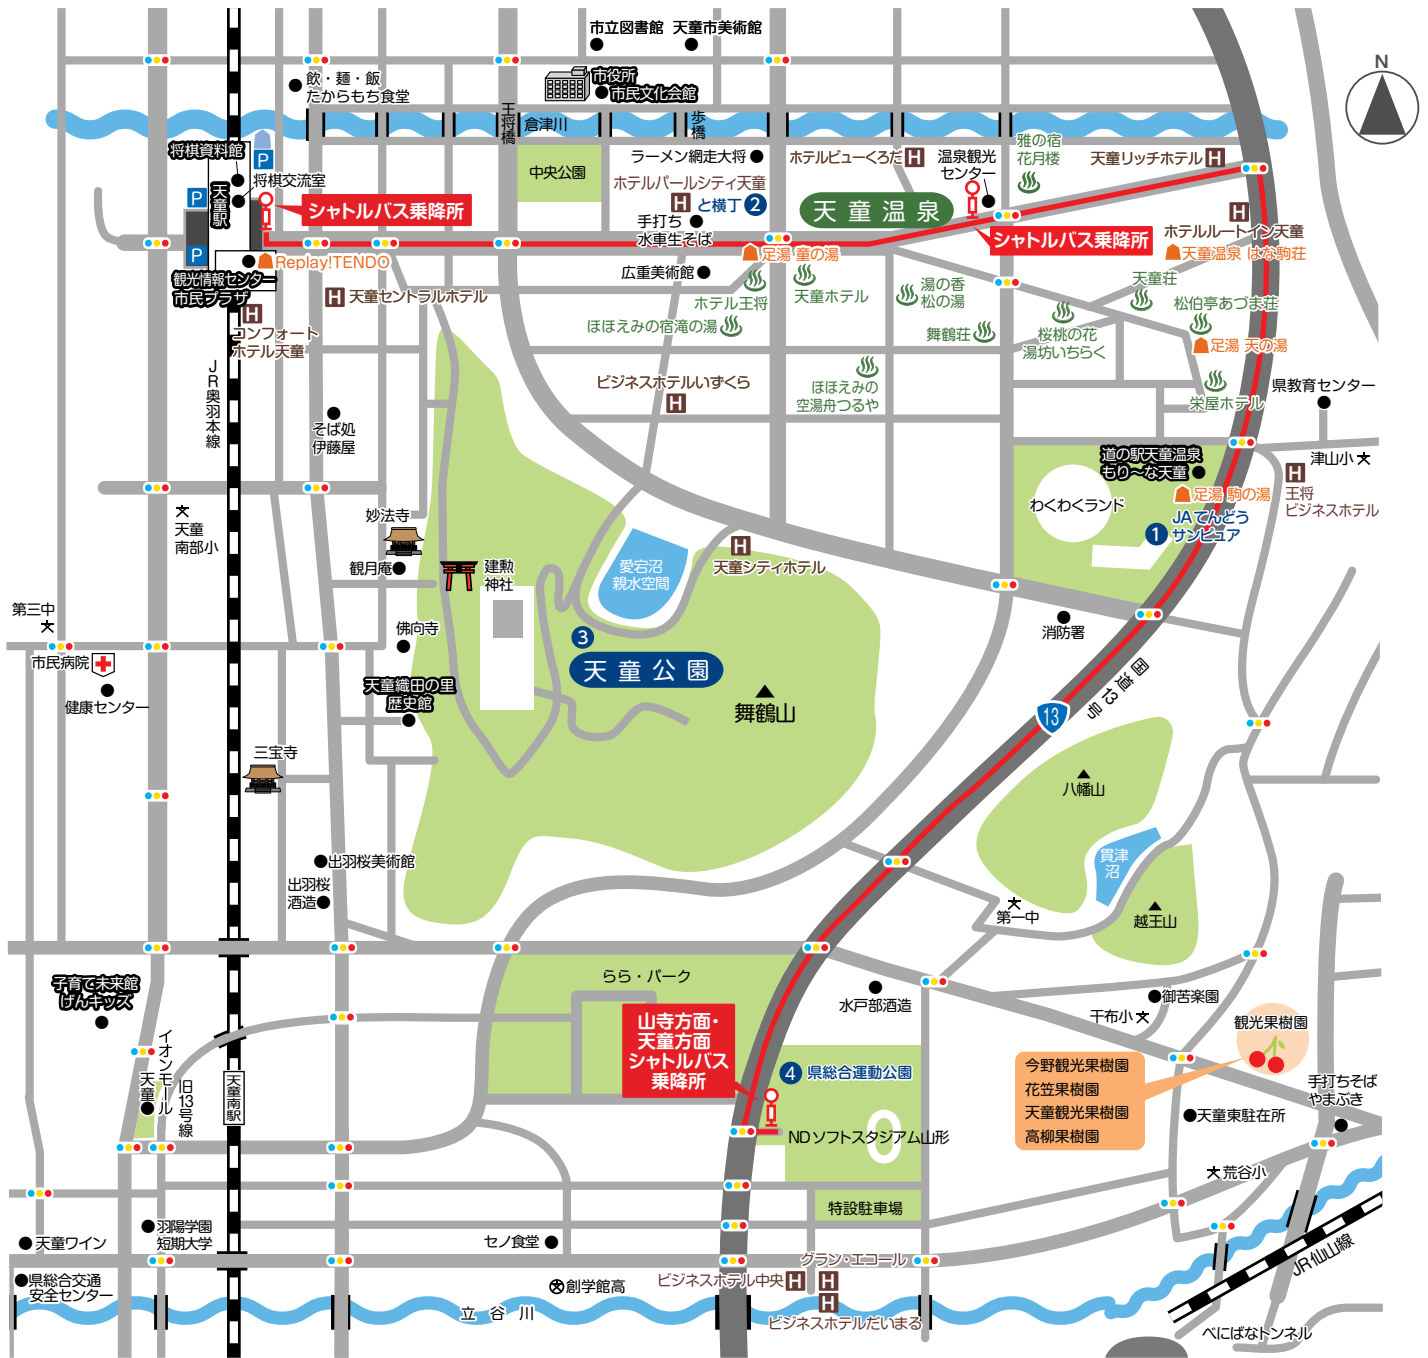 市立図書館
天童市美術館
N
飲・麺・飯
たからもち食堂
市役所
市民文化会館
王将橋
倉津川
歩橋
将棋資料館
P
将棋交流室
P
天童駅
シャトルバス乗降所
P
Replay!TENDO
観光情報センター
市民プラザ
H
コンフォート
ホテル天童
H 天童セントラルホテル
中央公園
ラーメン網走大将
ホテルパールシティ天童
H と横丁 2
手打ち
水車生そば
ホテルビューくろだ H
温泉観光
センター
雅の宿
花月楼
天童リッチホテル H
天童温泉
シャトルバス乗降所
H
ホテルルートイン天童
天童温泉 はな駒荘
足湯 童の湯
広重美術館
ホテル王将
天童ホテル
湯の香
松の湯
天童荘
松伯亭あづま荘
ほほえみの宿滝の湯
舞鶴荘
桜桃の花
湯坊いちらく
足湯 天の湯
JR奥羽本線
ビジネスホテルいずくら
H
ほほえみの
空湯舟つるや
栄屋ホテル
県教育センター
そば処
伊藤屋
道の駅天童温泉
もり～な天童
津山小
H
王将
ビジネスホテル
わくわくランド
足湯 駒の湯
1 JAてんどう
サンピュア
天童
南部小
妙法寺
観月庵
建勲
神社
愛宕沼
親水空間
H
天童シティホテル
第三中
市民病院
健康センター
佛向寺
3
天童公園
消防署
天童織田の里
歴史館
舞鶴山
国道13号
13
三宝寺
八幡山
貫津
沼
出羽桜美術館
出羽桜
酒造
第一中
越王山
子育て未来館
げんキッズ
らら・パーク
水戸部酒造
御苦楽園
干布小
観光果樹園
山寺方面・
天童方面
シャトルバス
乗降所
イオンモール
天童
旧13号線
天童南駅
4 県総合運動公園
今野観光果樹園
花笠果樹園
天童観光果樹園
高柳果樹園
手打ちそば
やまぶき
天童東駐在所
NDソフトスタジアム山形
荒谷小
特設駐車場
羽陽学園
短期大学
天童ワイン
セノ食堂
グラン・エコール
県総合交通
安全センター
創学館高
ビジネスホテル中央 H H
H
ビジネスホテルだいまる
立谷川
JR仙山線
べにばなトンネル